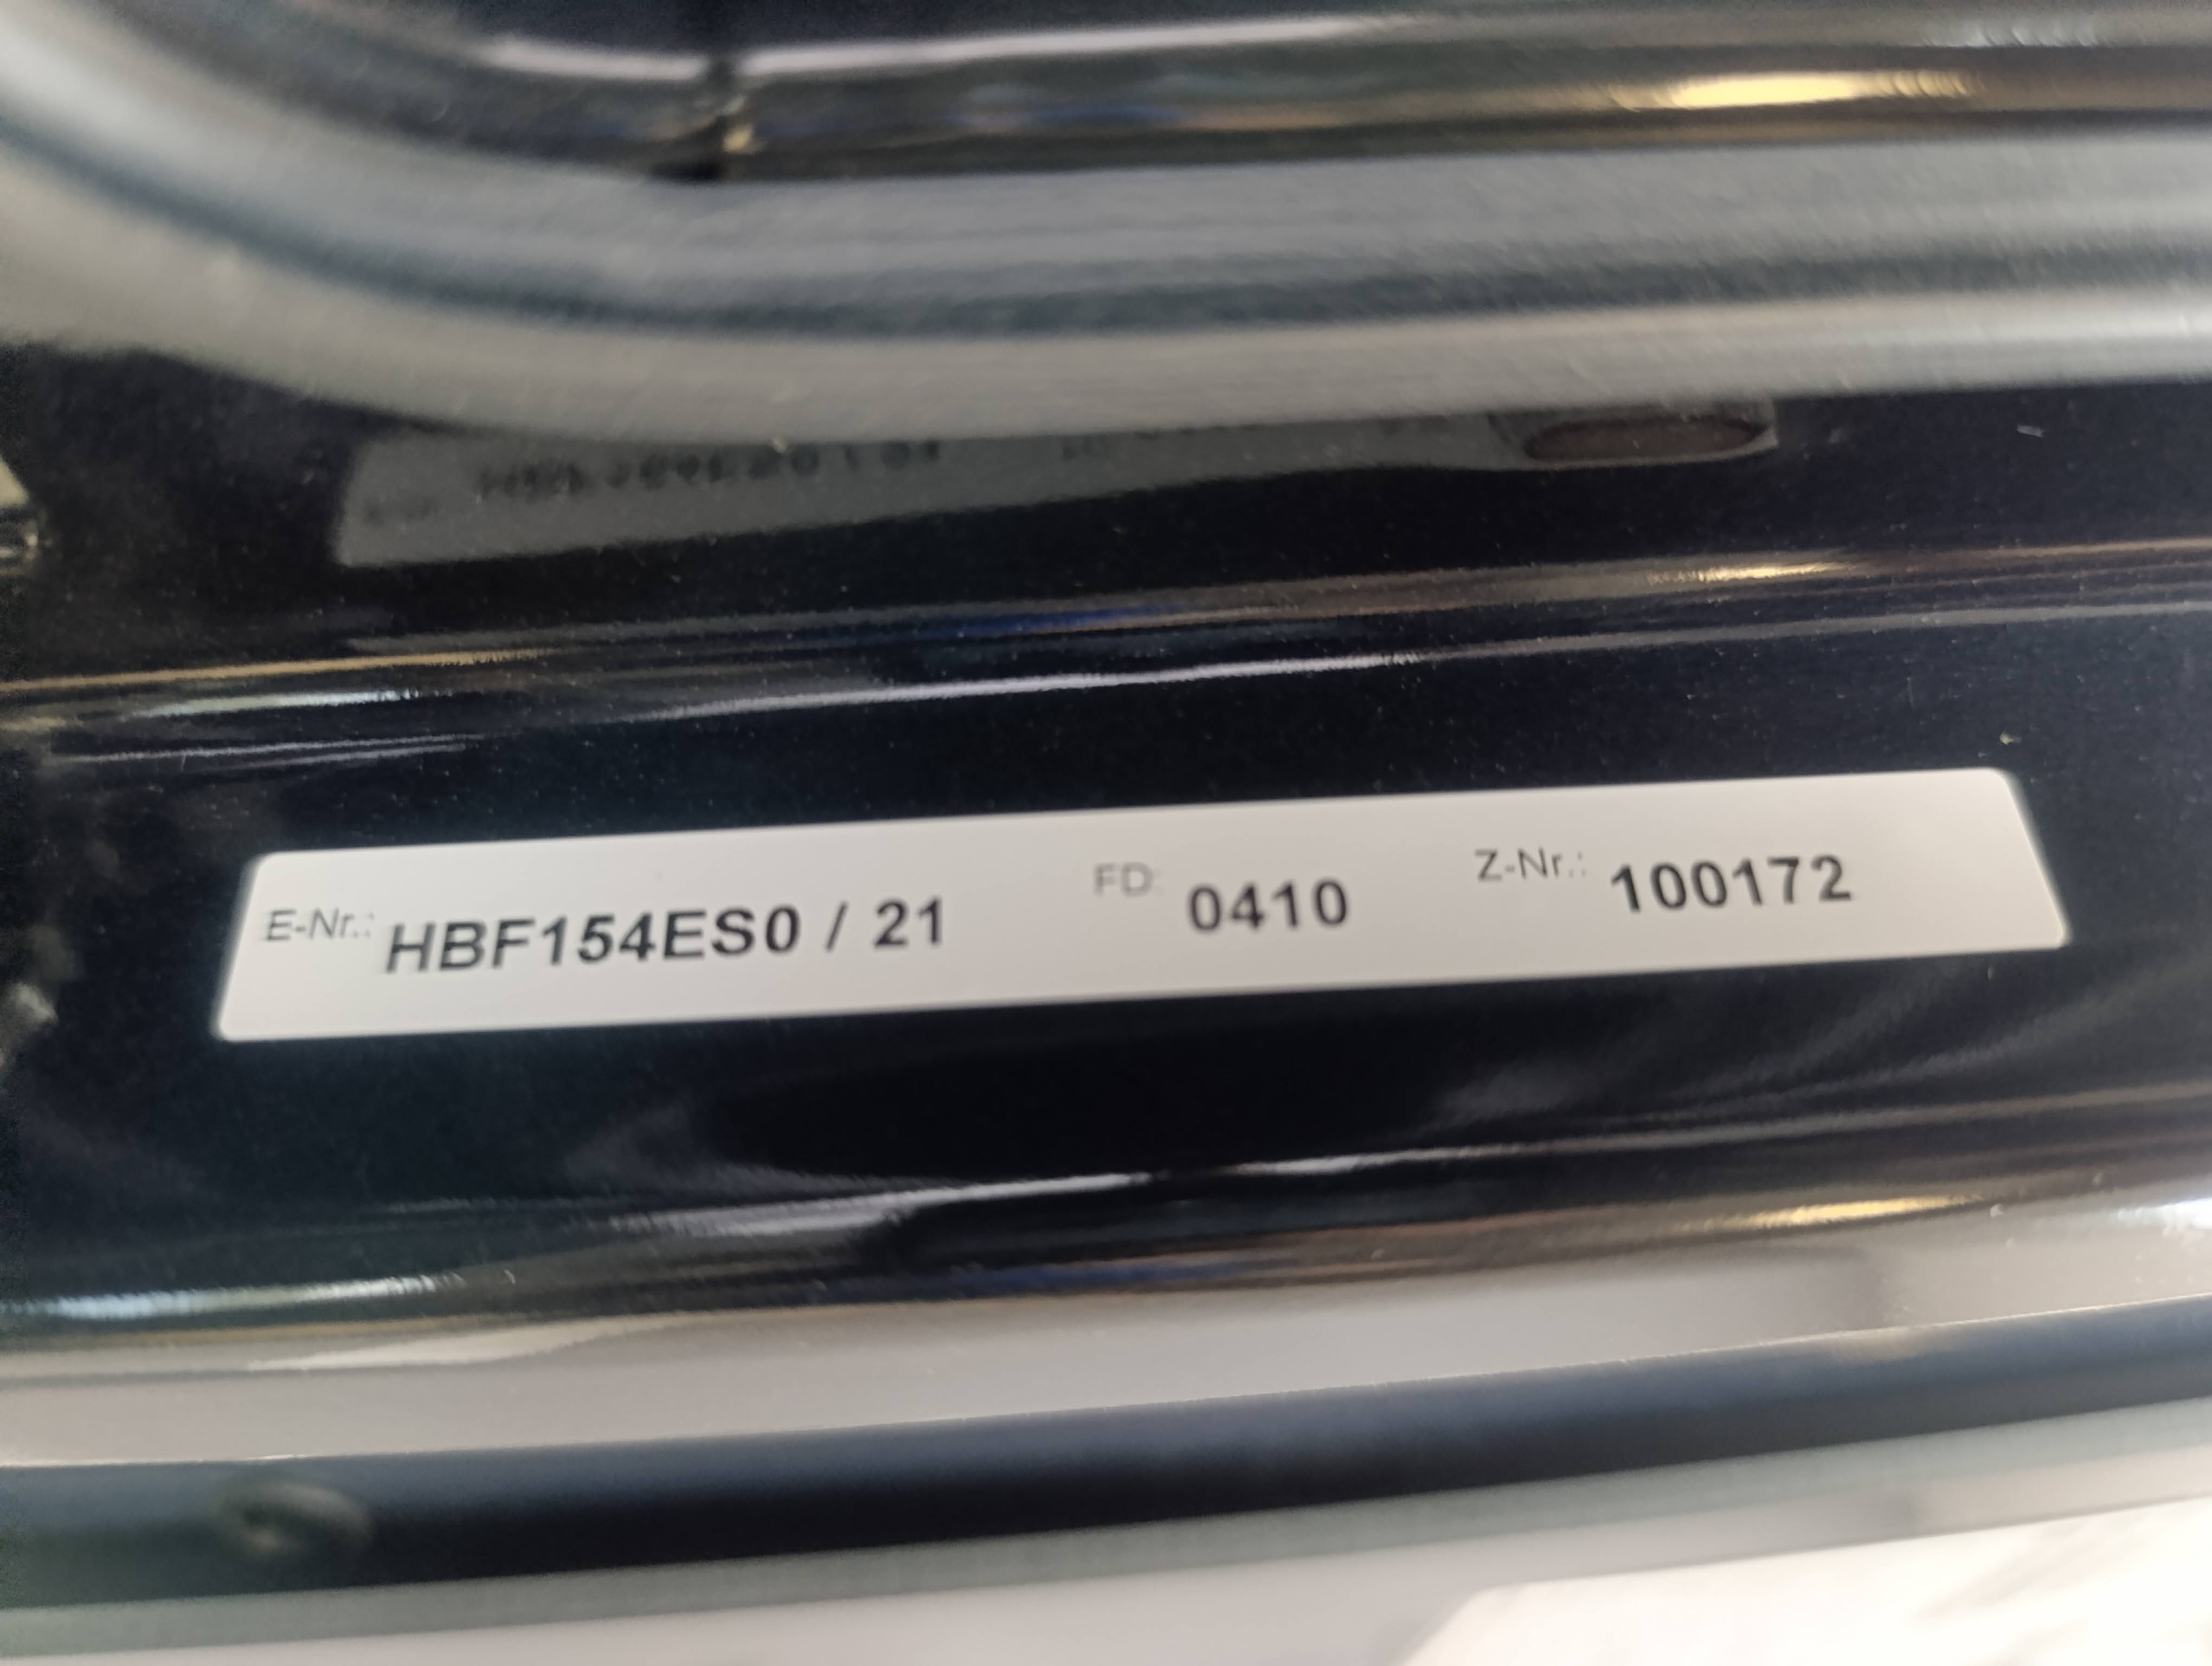 E-Nr.: HBF154ES0 / 21 FD: 0410 Z-Nr.: 100172